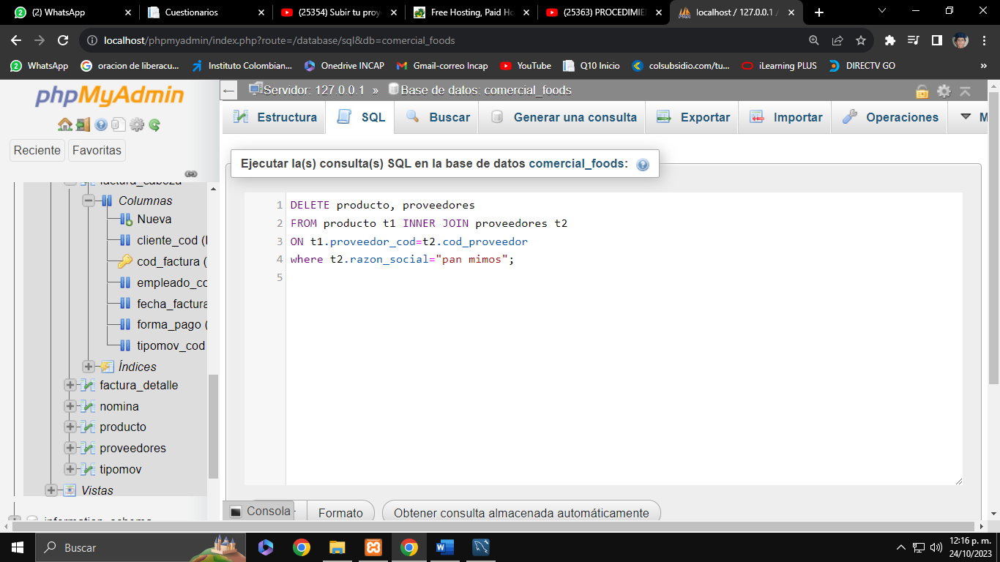 (2) WhatsApp
Cuestionarios
(25354) Subir tu proy
Free Hosting, Paid Ho
(25363) PROCEDIMIE
localhost / 127.0.0.1 /
localhost/phpmyadmin/index.php?route=/database/sql&db=comercial_foods
WhatsApp
oracion de liberacu...
Instituto Colombian...
Onedrive INCAP
Gmail-correo Incap
YouTube
Q10 Inicio
colsubsidio.com/tu...
iLearning PLUS
DIRECTV GO
»
phpMyAdmin
Reciente
Favoritas
factura_cabeza
Columnas
Nueva
cliente_cod (
cod_factura (
empleado_co
fecha_factura
forma_pago (
tipomov_cod
Índices
factura_detalle
nomina
producto
proveedores
tipomov
Vistas
information_schema
Servidor: 127.0.0.1 » Base de datos: comercial_foods
Estructura
SQL
Buscar
Generar una consulta
Exportar
Importar
Operaciones
M
Ejecutar la(s) consulta(s) SQL en la base de datos comercial_foods:
1 DELETE producto, proveedores
2 FROM producto t1 INNER JOIN proveedores t2
3 ON t1.proveedor_cod=t2.cod_proveedor
4 where t2.razon_social="pan mimos";
5
Consola
Formato
Obtener consulta almacenada automáticamente
Buscar
12:16 p. m.
24/10/2023